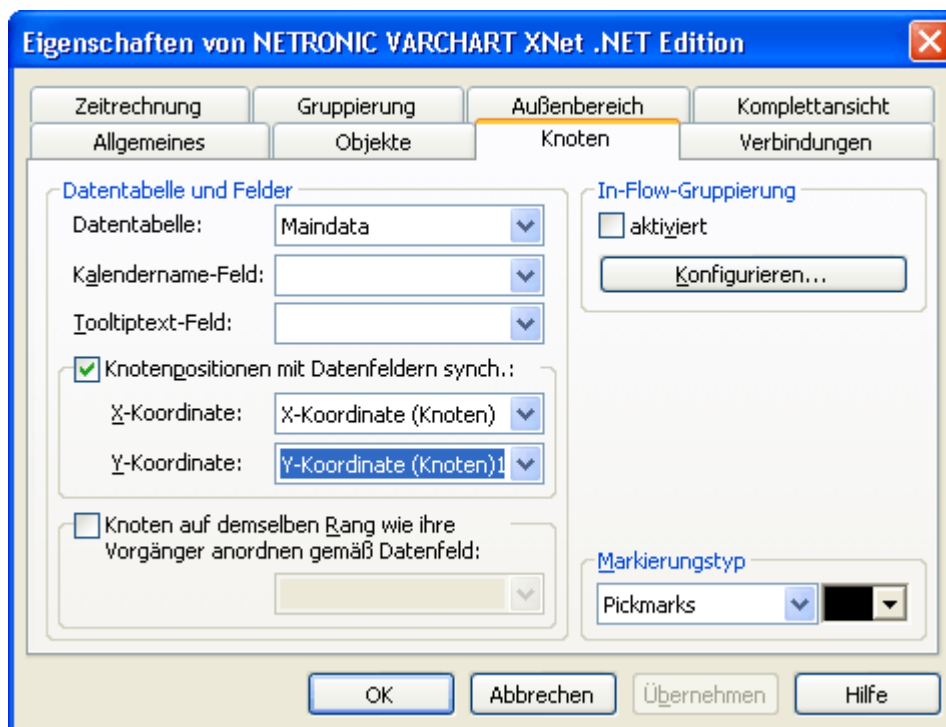 Eigenschaften von NETRONIC VARCHART XNet .NET Edition
Zeitrechnung Gruppierung Außenbereich Komplettansicht
Allgemeines Objekte Knoten Verbindungen
Datentabelle und Felder
Datentabelle: Maindata
Kalendername-Feld:
Tooltiptext-Feld:
Knotenpositionen mit Datenfeldern synch.:
X-Koordinate: X-Koordinate (Knoten)
Y-Koordinate: Y-Koordinate (Knoten)1
Knoten auf demselben Rang wie ihre
Vorgänger anordnen gemäß Datenfeld:
In-Flow-Gruppierung
aktiviert
Konfigurieren...
Markierungstyp
Pickmarks
OK Abbrechen Übernehmen Hilfe